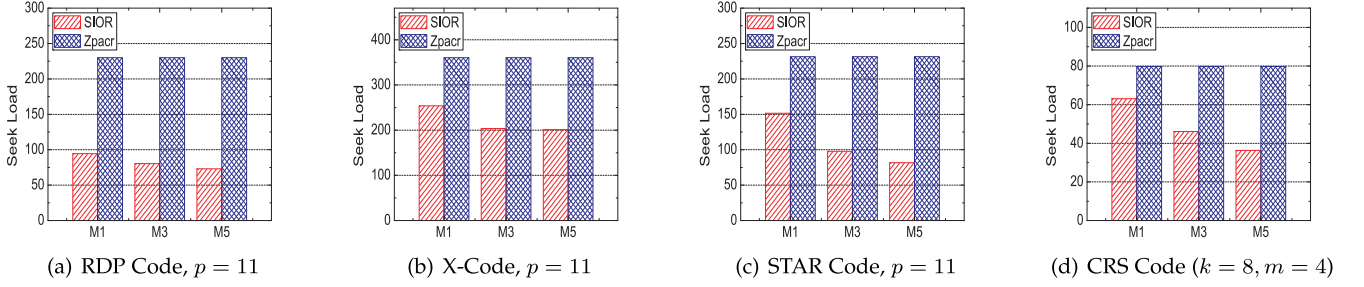 300
250
200
150
100
50
0
Seek Load
SIOR
Zpacr
M1 M3 M5
(a) RDP Code, p = 11
400
300
200
100
0
Seek Load
SIOR
Zpacr
M1 M3 M5
(b) X-Code, p = 11
300
250
200
150
100
50
0
Seek Load
SIOR
Zpacr
M1 M3 M5
(c) STAR Code, p = 11
100
80
60
40
20
0
Seek Load
SIOR
Zpacr
M1 M3 M5
(d) CRS Code (k = 8, m = 4)